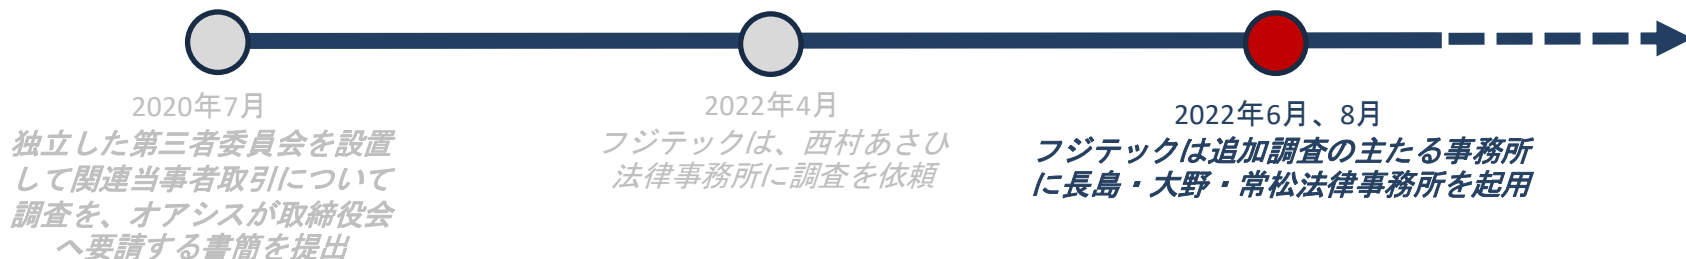 2020年7月
独立した第三者委員会を設置
して関連当事者取引について
調査を、オアシスが取締役会
へ要請する書簡を提出
2022年4月
フジテックは、西村あさひ
法律事務所に調査を依頼
2022年6月、8月
フジテックは追加調査の主たる事務所
に長島・大野・常松法律事務所を起用